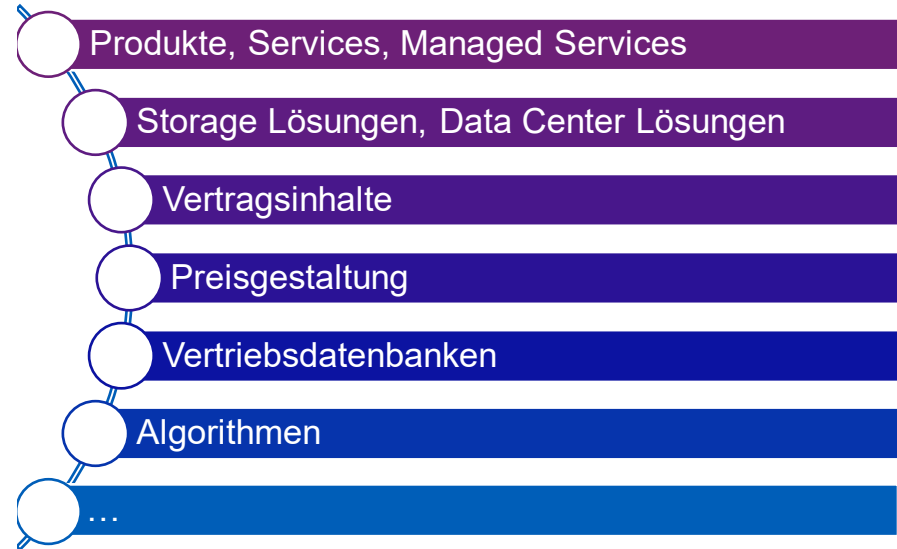 Produkte, Services, Managed Services
Storage Lösungen, Data Center Lösungen
Vertragsinhalte
Preisgestaltung
Vertriebsdatenbanken
Algorithmen
…